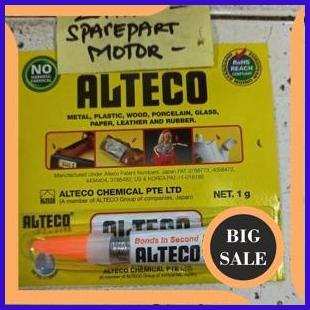 SPAREPART
MOTOR -
NO
RoHS
REACH
ALTECO
METAL, PLASTIC, WOOD, PORCELAIN, GLASS,
PAPER, LEATHER AND RUBBER.
ALTECO CHEMICAL PTE LTD
(A member of ALTECO Group of companies, Japan)
NET. 1 g
ALTECO
ALTECO
Bonds In Second
ALTECO
ALTECO CHEMICAL PTE LTD
BIG
SALE